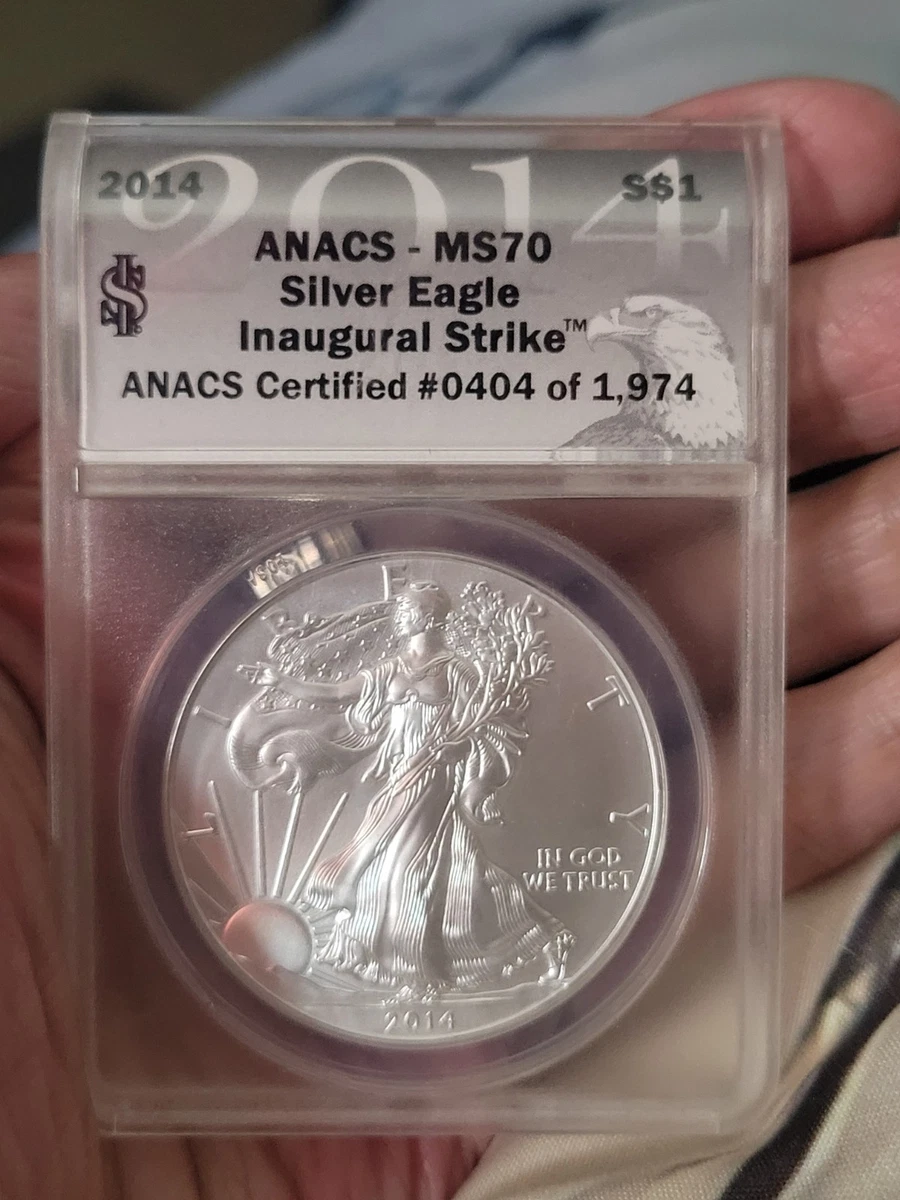 2014
2014 S$1
ANACS - MS70
Silver Eagle
Inaugural Strike™
ANACS Certified #0404 of 1,974
LIBERTY
IN GOD
WE TRUST
2014